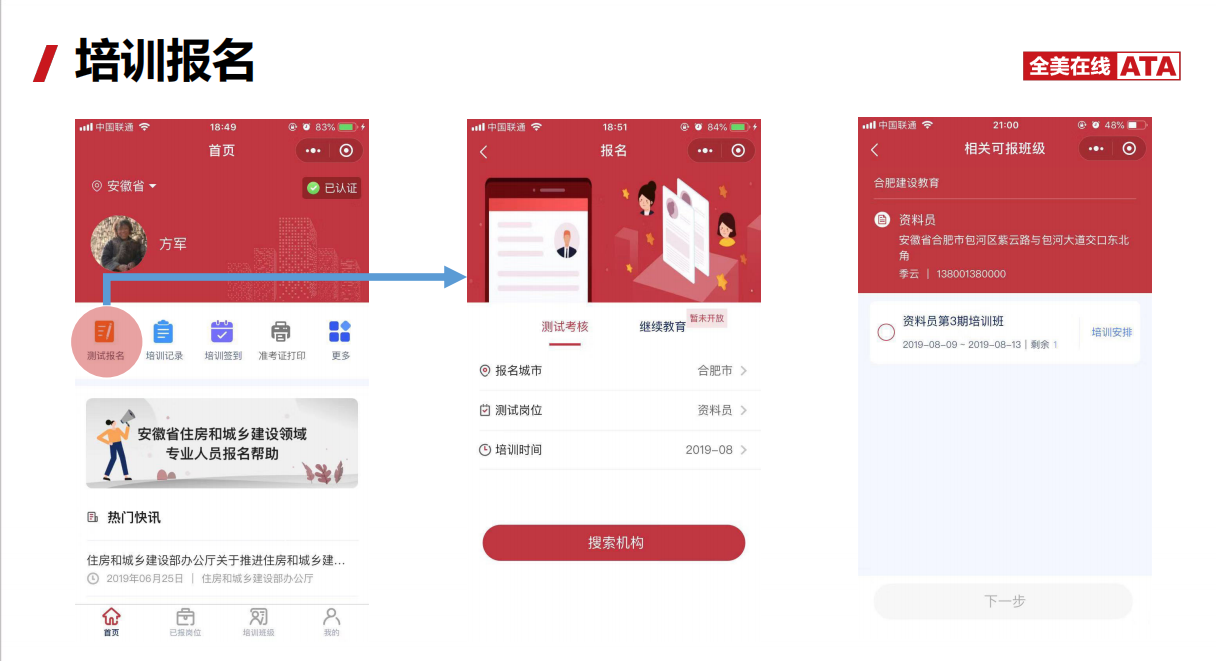 培训报名
全美在线 ATA
中国联通 18:49 83%
首页
安徽省 已认证
方军
测试报名 培训记录 培训签到 准考证打印 更多
安徽省住房和城乡建设领域
专业人员报名帮助
热门快讯
住房和城乡建设部办公厅关于推进住房和城乡建...
2019年06月25日 | 住房和城乡建设部办公厅
首页 已报岗位 培训班级 我的
中国联通 18:51 84%
报名
测试考核 继续教育 暂未开放
报名城市 合肥市
测试岗位 资料员
培训时间 2019-08
搜索机构
中国联通 21:00 48%
相关可报班级
合肥建设教育
资料员
安徽省合肥市包河区紫云路与包河大道交口东北
角
季云 | 138001380000
资料员第3期培训班
2019-08-09 ~ 2019-08-13 | 剩余 1
培训安排
下一步